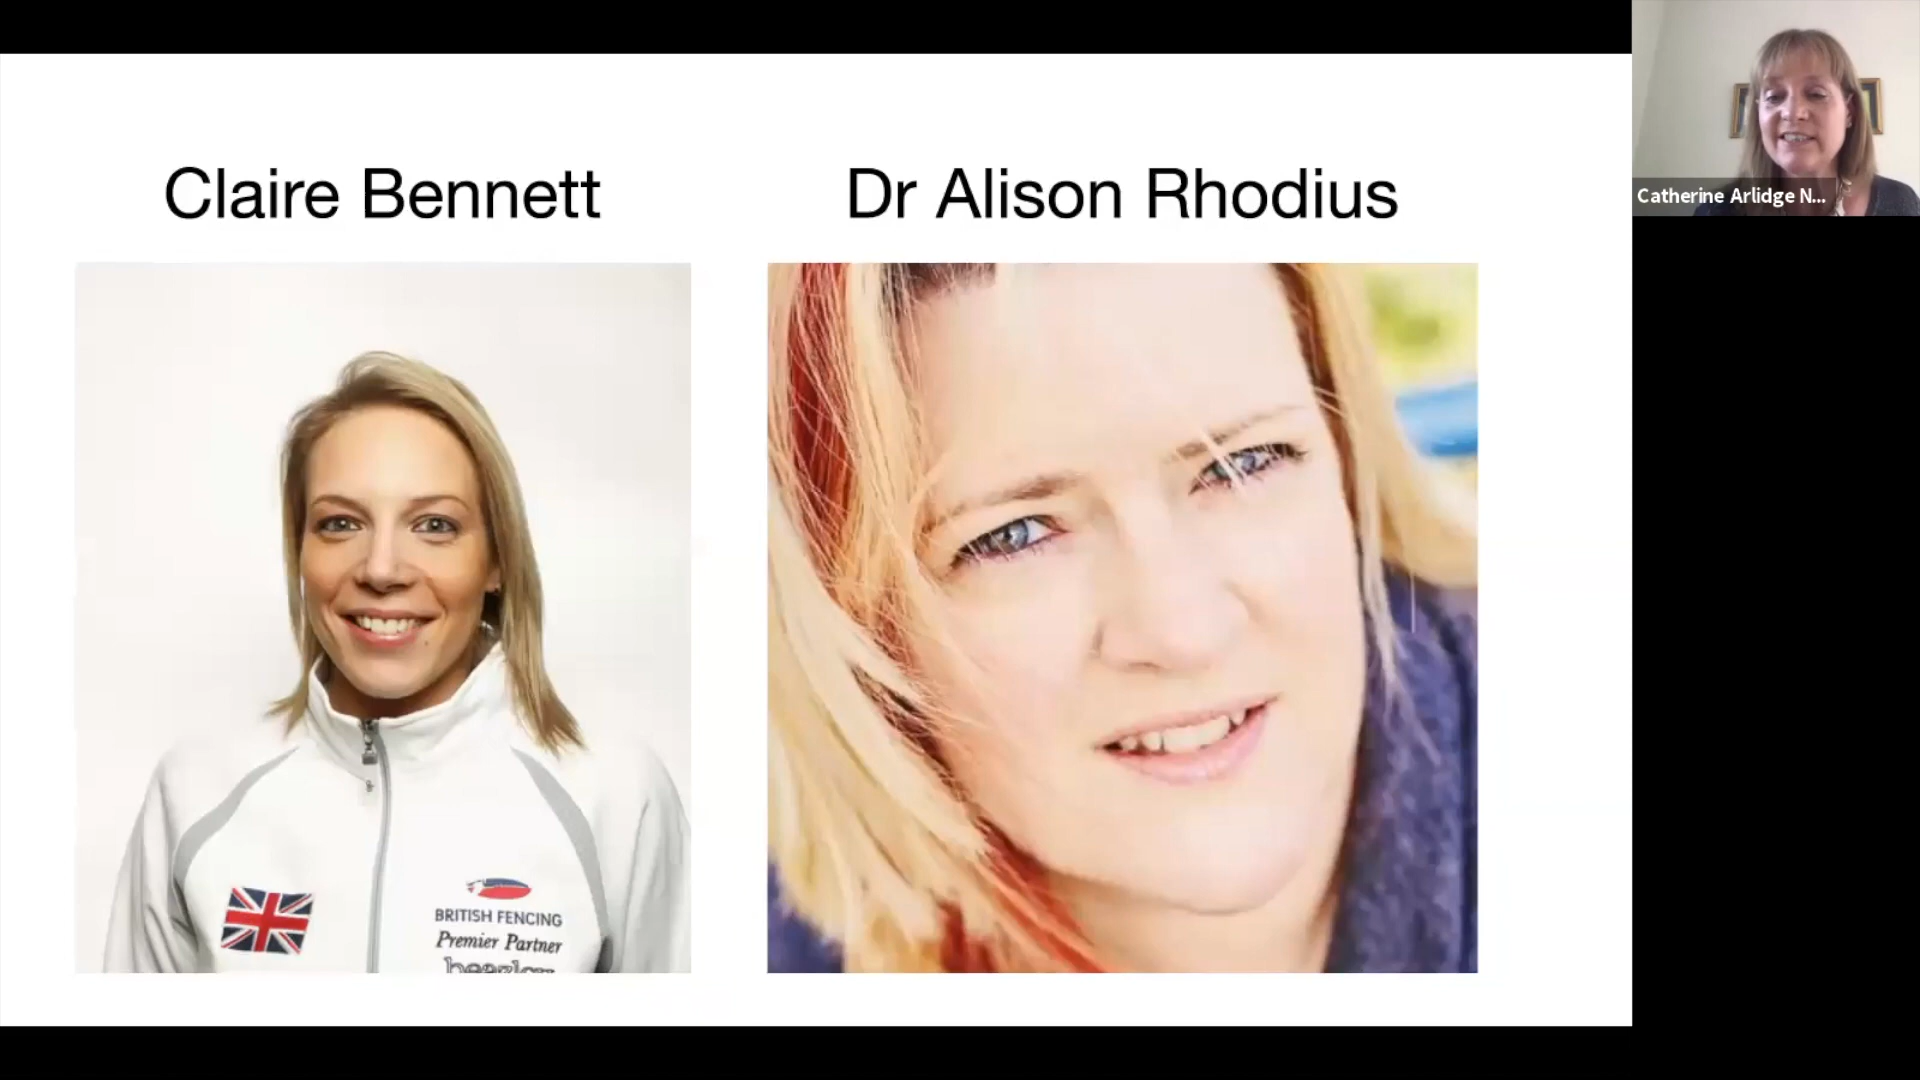 Claire Bennett
Dr Alison Rhodius
Catherine Arlidge N...
BRITISH FENCING
Premier Partner